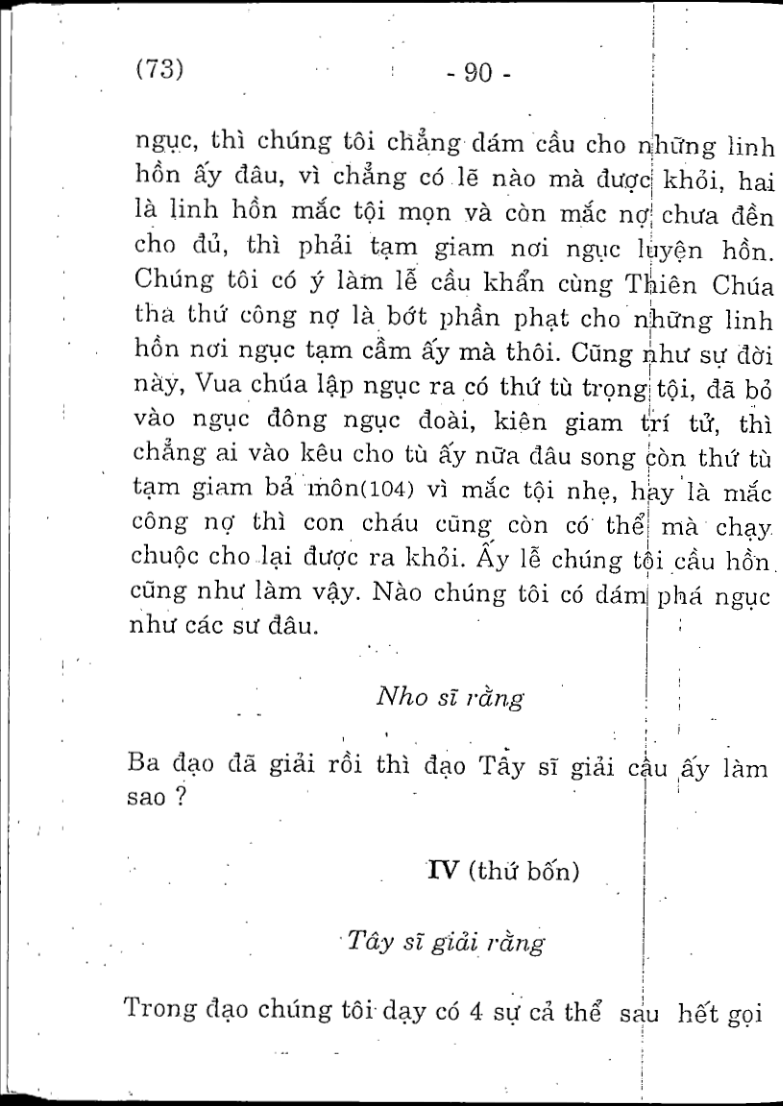 (73) - 90 -
ngục, thì chúng tôi chẳng dám cầu cho những linh
hồn ấy đâu, vì chẳng có lẽ nào mà được khỏi, hai
là linh hồn mắc tội mọn và còn mắc nợ chưa đền
cho đủ, thì phải tạm giam nơi ngục luyện hồn.
Chúng tôi có ý làm lễ cầu khẩn cùng Thiên Chúa
tha thứ công nợ là bớt phần phạt cho những linh
hồn nơi ngục tạm cầm ấy mà thôi. Cũng như sự đời
này, Vua chúa lập ngục ra có thứ tù trọng tội, đã bỏ
vào ngục đông ngục đoài, kiên giam trí tử, thì
chẳng ai vào kêu cho tù ấy nữa đâu song còn thứ tù
tạm giam bả môn(104) vì mắc tội nhẹ, hay là mắc
công nợ thì con cháu cũng còn có thể mà chạy
chuộc cho lại được ra khỏi. Ấy lễ chúng tôi cầu hồn
cũng như làm vậy. Nào chúng tôi có dám phá ngục
như các sư đâu.
Nho sĩ rằng
Ba đạo đã giải rồi thì đạo Tây sĩ giải câu ấy làm
sao ?
IV (thứ bốn)
Tây sĩ giải rằng
Trong đạo chúng tôi dạy có 4 sự cả thể sau hết gọi